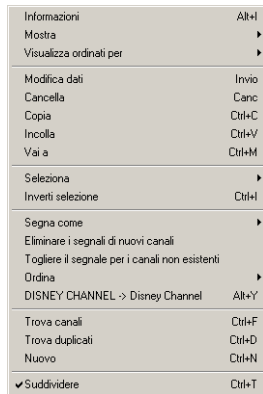 Informazioni Alt+I
Mostra
Visualizza ordinati per
Modifica dati Invio
Cancella Canc
Copia Ctrl+C
Incolla Ctrl+V
Vai a Ctrl+M
Seleziona
Inverti selezione Ctrl+I
Segna come
Eliminare i segnali di nuovi canali
Togliere il segnale per i canali non esistenti
Ordina
DISNEY CHANNEL -> Disney Channel Alt+Y
Trova canali Ctrl+F
Trova duplicati Ctrl+D
Nuovo Ctrl+N
Suddividere Ctrl+T